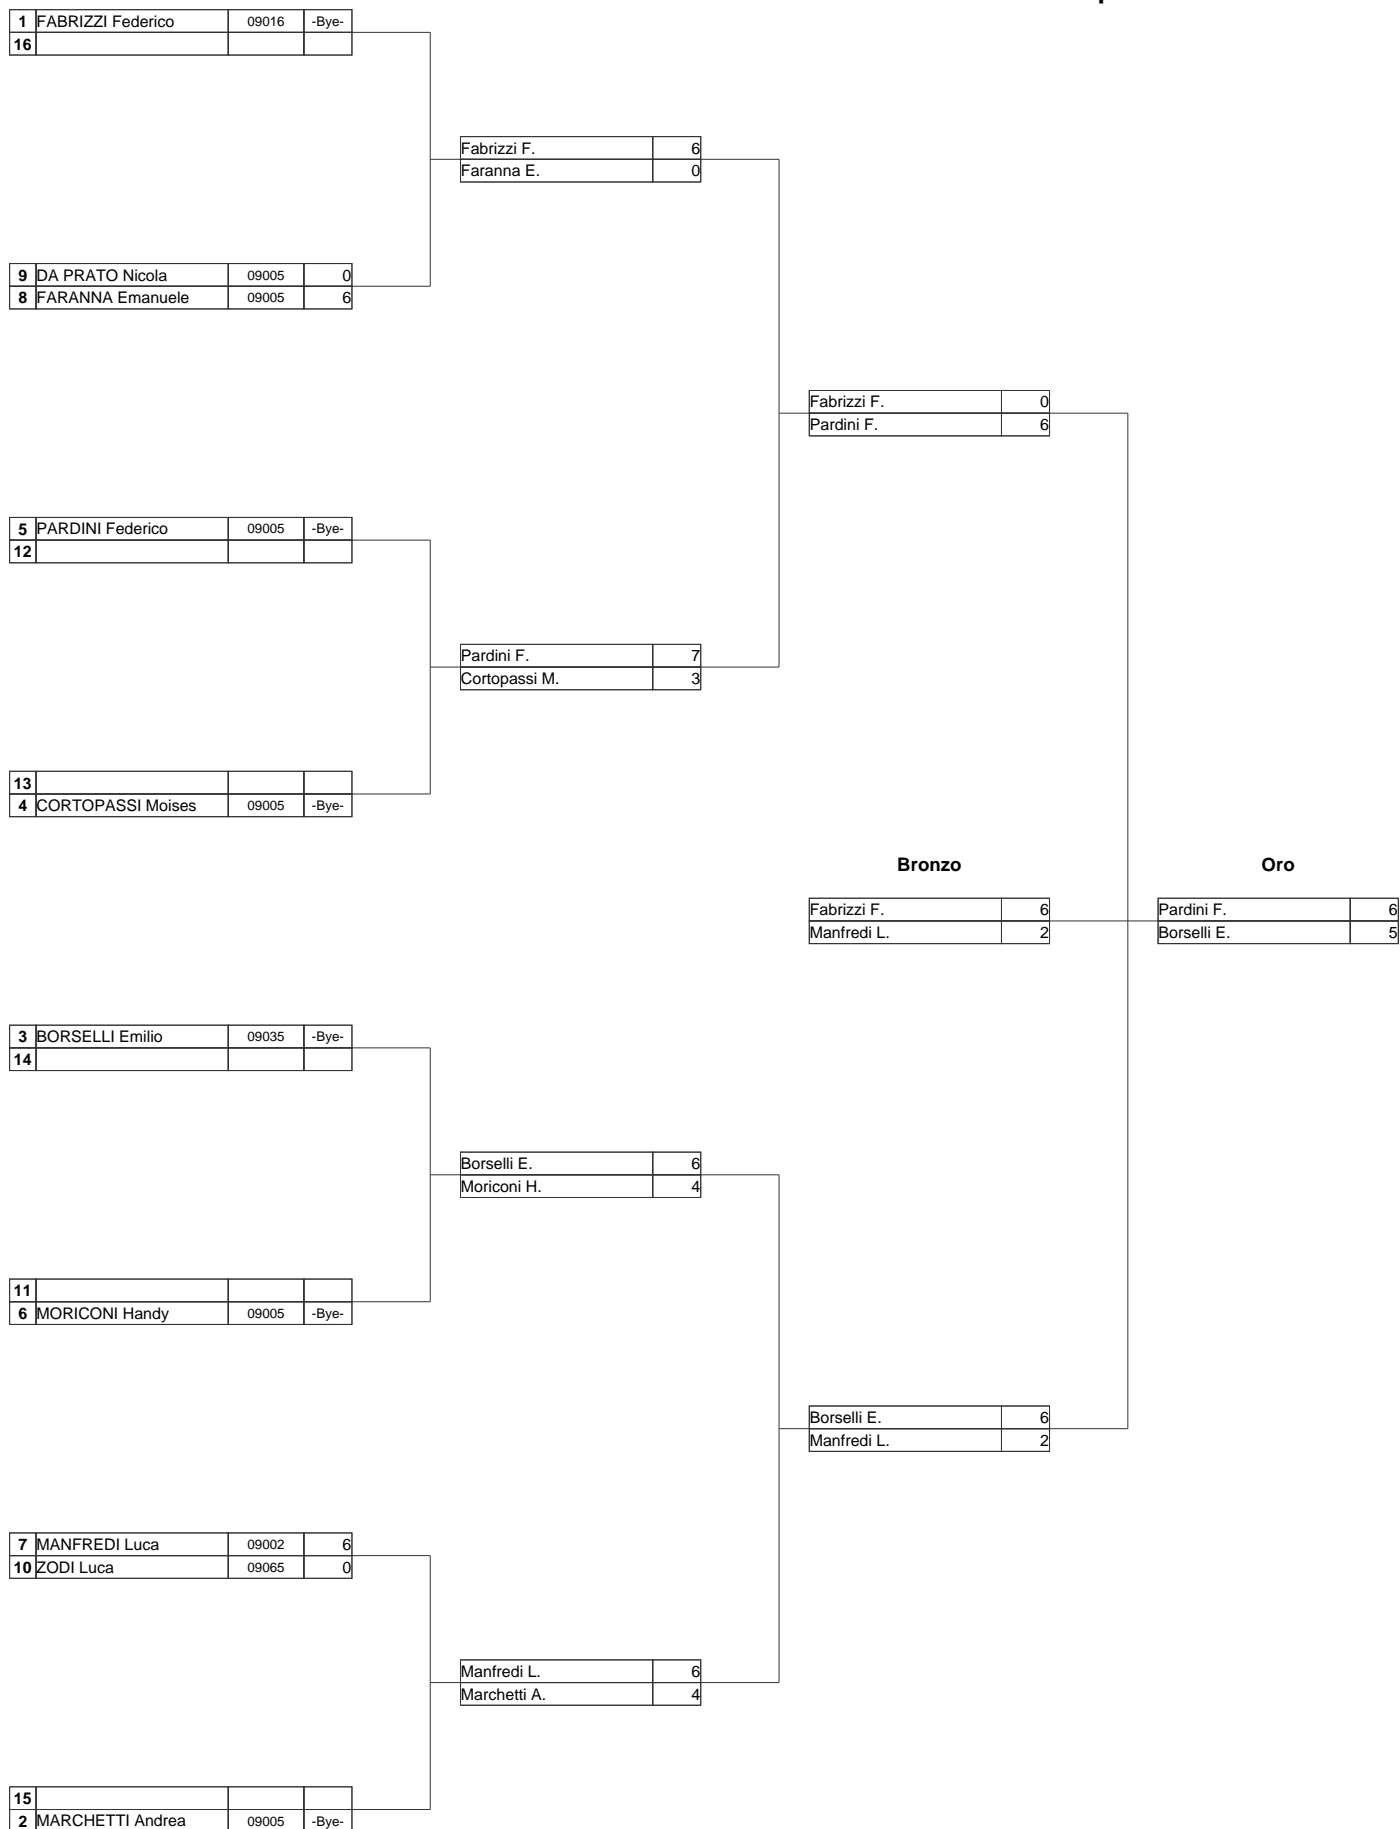 1 FABRIZZI Federico 09016 -Bye-
16
Fabrizzi F. 6
Faranna E. 0
9 DA PRATO Nicola 09005 0
8 FARANNA Emanuele 09005 6
Fabrizzi F. 0
Pardini F. 6
5 PARDINI Federico 09005 -Bye-
12
Pardini F. 7
Cortopassi M. 3
13
4 CORTOPASSI Moises 09005 -Bye-
Bronzo Oro
Fabrizzi F. 6 Pardini F. 6
Manfredi L. 2 Borselli E. 5
3 BORSELLI Emilio 09035 -Bye-
14
Borselli E. 6
Moriconi H. 4
11
6 MORICONI Handy 09005 -Bye-
Borselli E. 6
Manfredi L. 2
7 MANFREDI Luca 09002 6
10 ZODI Luca 09065 0
Manfredi L. 6
Marchetti A. 4
15
2 MARCHETTI Andrea 09005 -Bye-